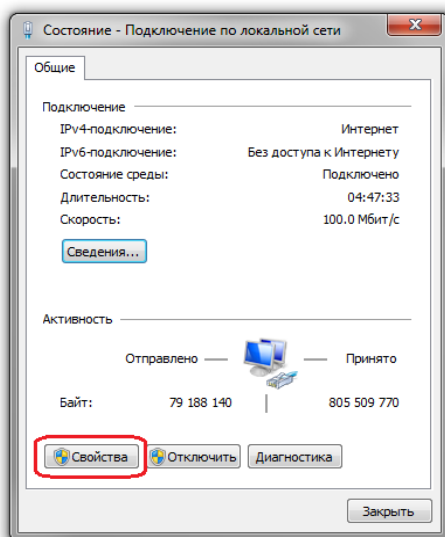 Состояние - Подключение по локальной сети
Общие
Подключение
IPv4-подключение: Интернет
IPv6-подключение: Без доступа к Интернету
Состояние среды: Подключено
Длительность: 04:47:33
Скорость: 100.0 Мбит/с
Сведения...
Активность
Отправлено — — Принято
Байт: 79 188 140 | 805 509 770
Свойства Отключить Диагностика
Закрыть